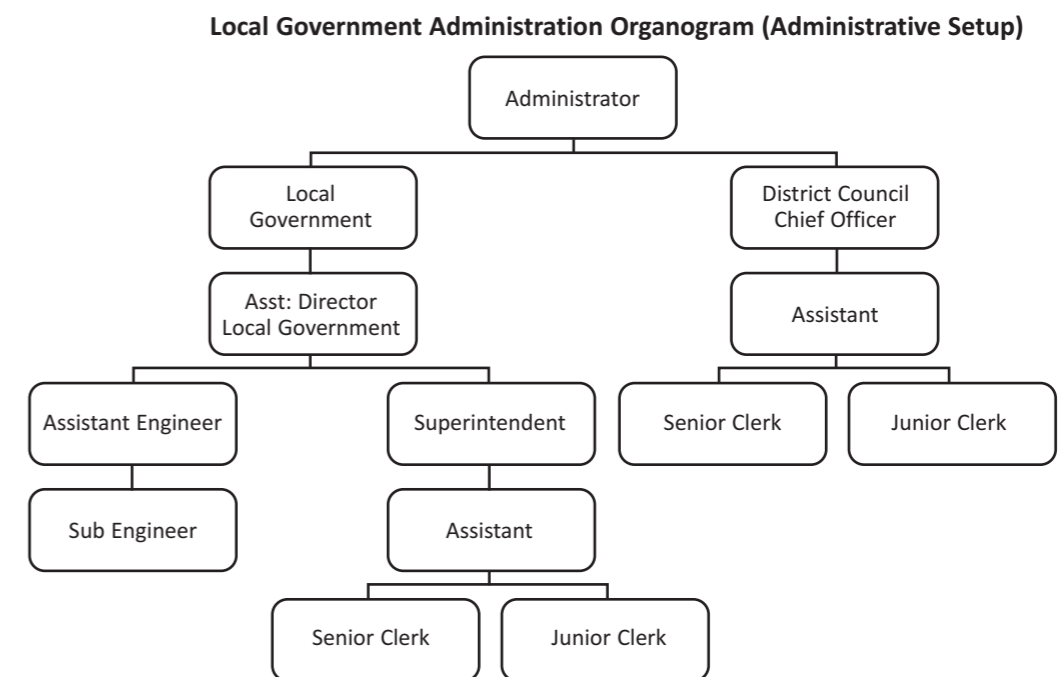 Local Government Administration Organogram (Administrative Setup)
Administrator
Local
Government
District Council
Chief Officer
Asst: Director
Local Government
Assistant
Assistant Engineer
Superintendent
Senior Clerk
Junior Clerk
Sub Engineer
Assistant
Senior Clerk
Junior Clerk